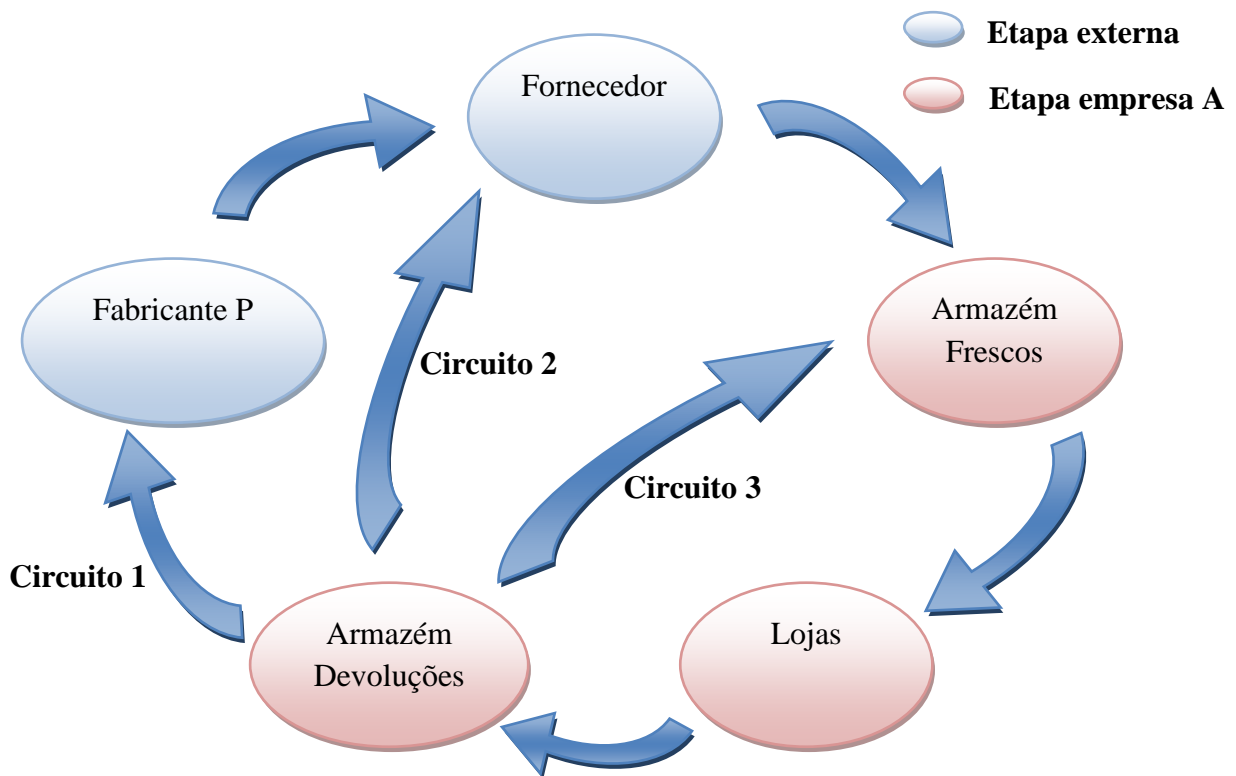 Etapa externa
Etapa empresa A
Fornecedor
Fabricante P
Armazém
Frescos
Circuito 2
Circuito 3
Circuito 1
Armazém
Devoluções
Lojas